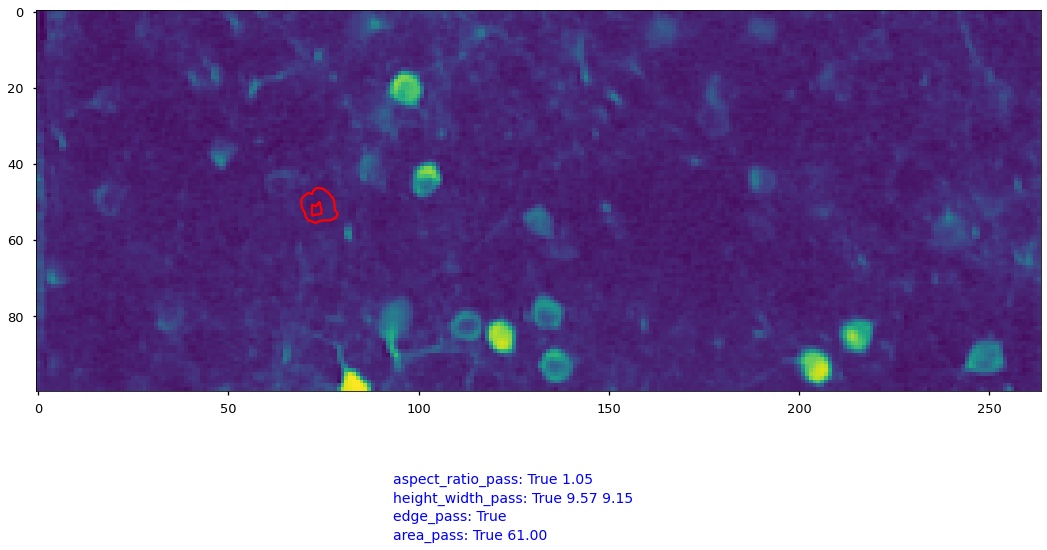 0
20
40
60
80
0 50 100 150 200 250
aspect_ratio_pass: True 1.05
height_width_pass: True 9.57 9.15
edge_pass: True
area_pass: True 61.00